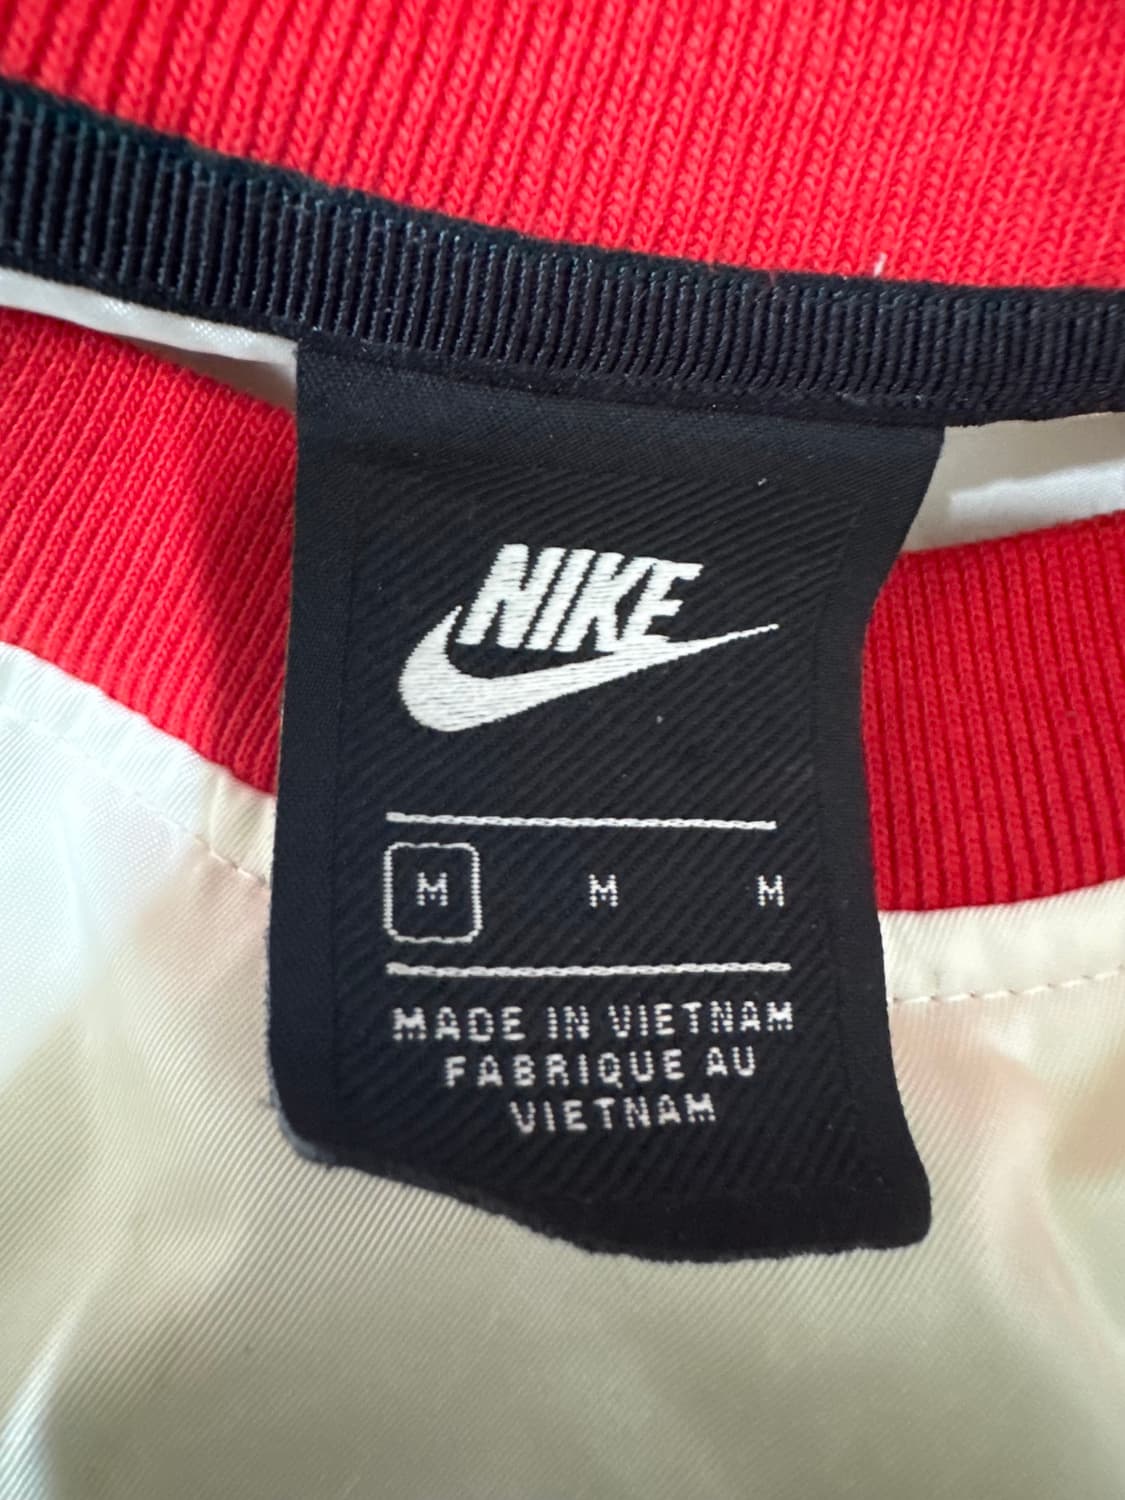 NIKE
M M M
MADE IN VIETNAM
FABRIQUE AU
VIETNAM